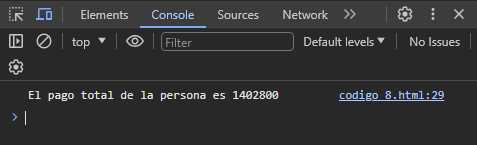 Elements Console Sources Network »
top Filter Default levels No Issues
El pago total de la persona es 1402800 codigo 8.html:29
>